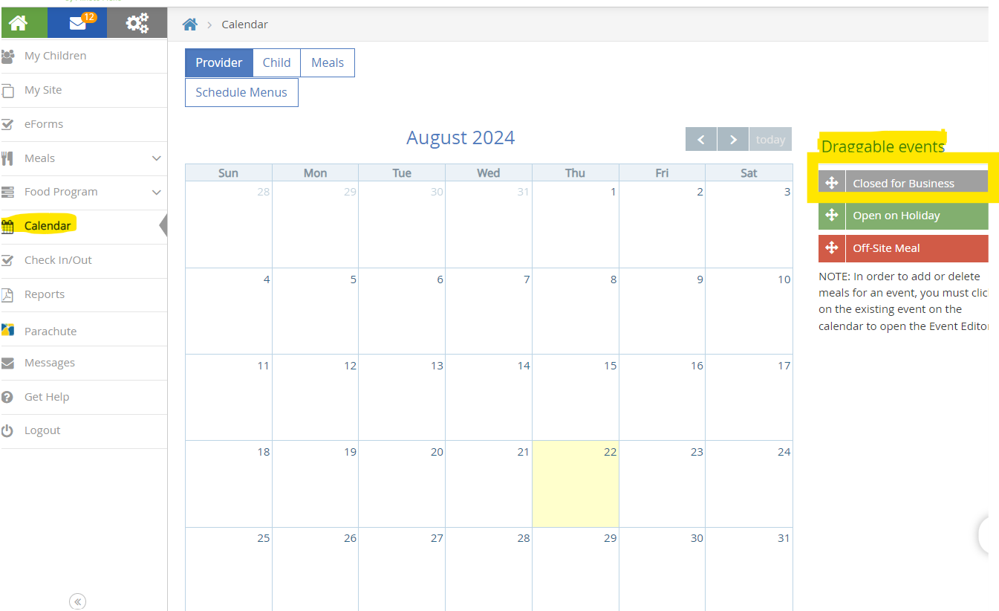 12
Calendar
My Children
My Site
eForms
Meals
Food Program
Calendar
Check In/Out
Reports
Parachute
Messages
Get Help
Logout
Provider Child Meals
Schedule Menus
August 2024
today
Sun Mon Tue Wed Thu Fri Sat
28 29 30 31 1 2 3
4 5 6 7 8 9 10
11 12 13 14 15 16 17
18 19 20 21 22 23 24
25 26 27 28 29 30 31
Draggable events
Closed for Business
Open on Holiday
Off-Site Meal
NOTE: In order to add or delete
meals for an event, you must clic
on the existing event on the
calendar to open the Event Edito